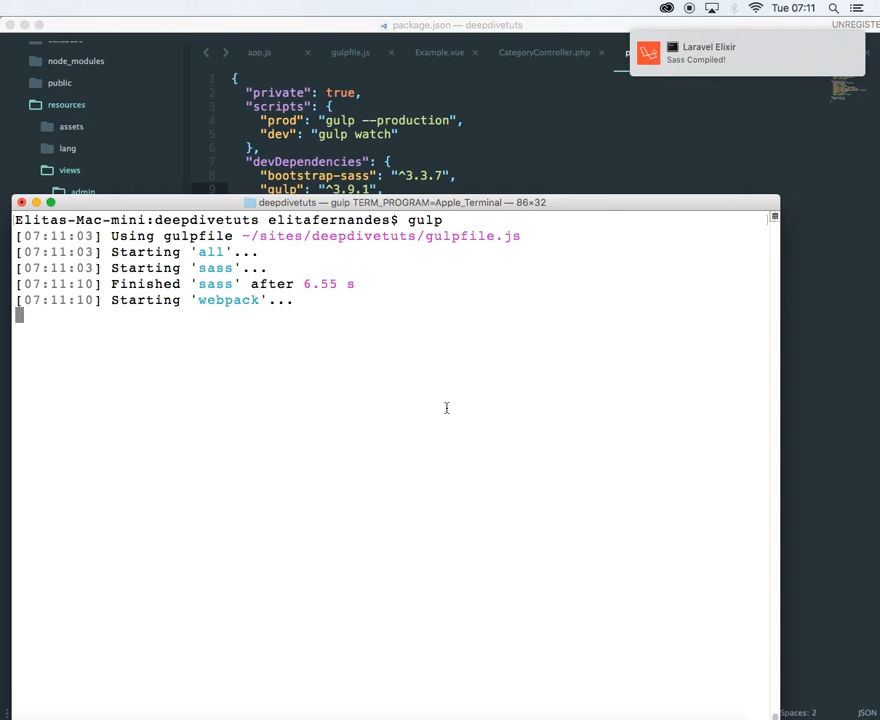 Tue 07:11
package.json — deepdivetuts
UNREGISTE
Laravel Elixir
Sass Compiled!
node_modules
public
resources
assets
lang
views
admin
app.js
gulpfile.js
Example.vue
CategoryController.php
1 {
2 "private": true,
3 "scripts": {
4 "prod": "gulp --production",
5 "dev": "gulp watch"
6 },
7 "devDependencies": {
8 "bootstrap-sass": "^3.3.7",
9 "gulp": "^3.9.1",
deepdivetuts — gulp TERM_PROGRAM=Apple_Terminal — 86×32
Elitas-Mac-mini:deepdivetuts elitafernandes$ gulp
[07:11:03] Using gulpfile ~/sites/deepdivetuts/gulpfile.js
[07:11:03] Starting 'all'...
[07:11:03] Starting 'sass'...
[07:11:10] Finished 'sass' after 6.55 s
[07:11:10] Starting 'webpack'...
Spaces: 2
JSON